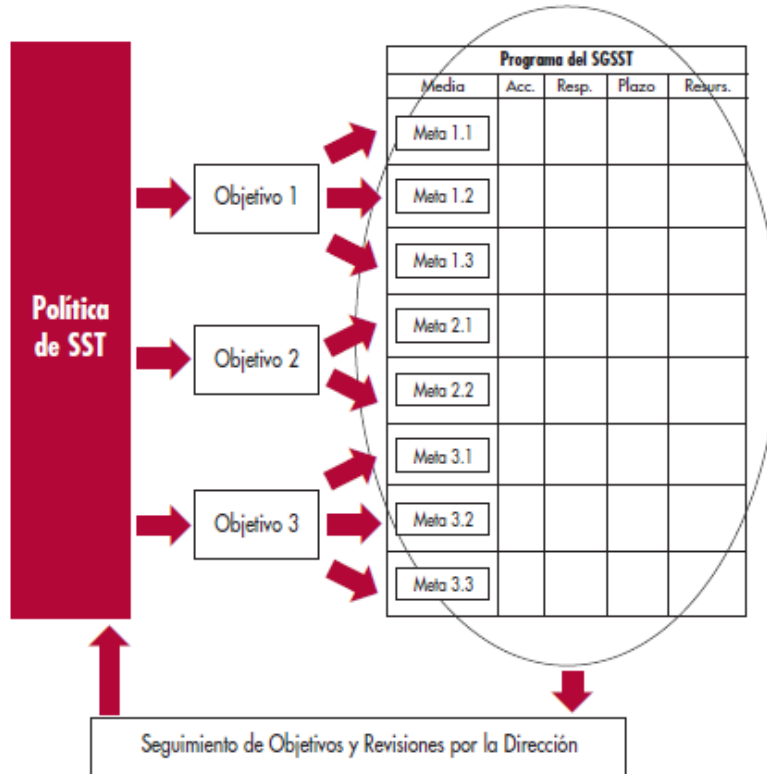 Programa del SGSST
Media Acc. Resp. Plazo Resurs.
Política
de SST
Objetivo 1
Meta 1.1
Meta 1.2
Meta 1.3
Objetivo 2
Meta 2.1
Meta 2.2
Objetivo 3
Meta 3.1
Meta 3.2
Meta 3.3
Seguimiento de Objetivos y Revisiones por la Dirección